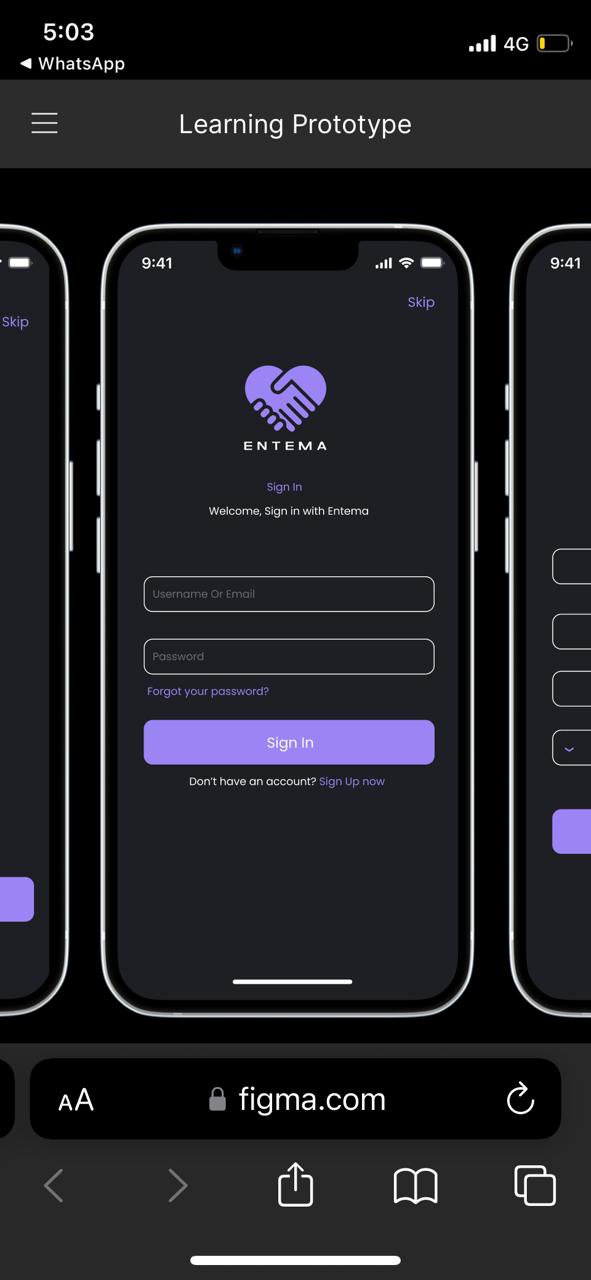 5:03
4G
◀ WhatsApp
Learning Prototype
9:41
9:41
Skip
Skip
ENTEMA
Sign In
Welcome, Sign in with Entema
Username Or Email
Password
Forgot your password?
Sign In
Don't have an account? Sign Up now
AA
figma.com